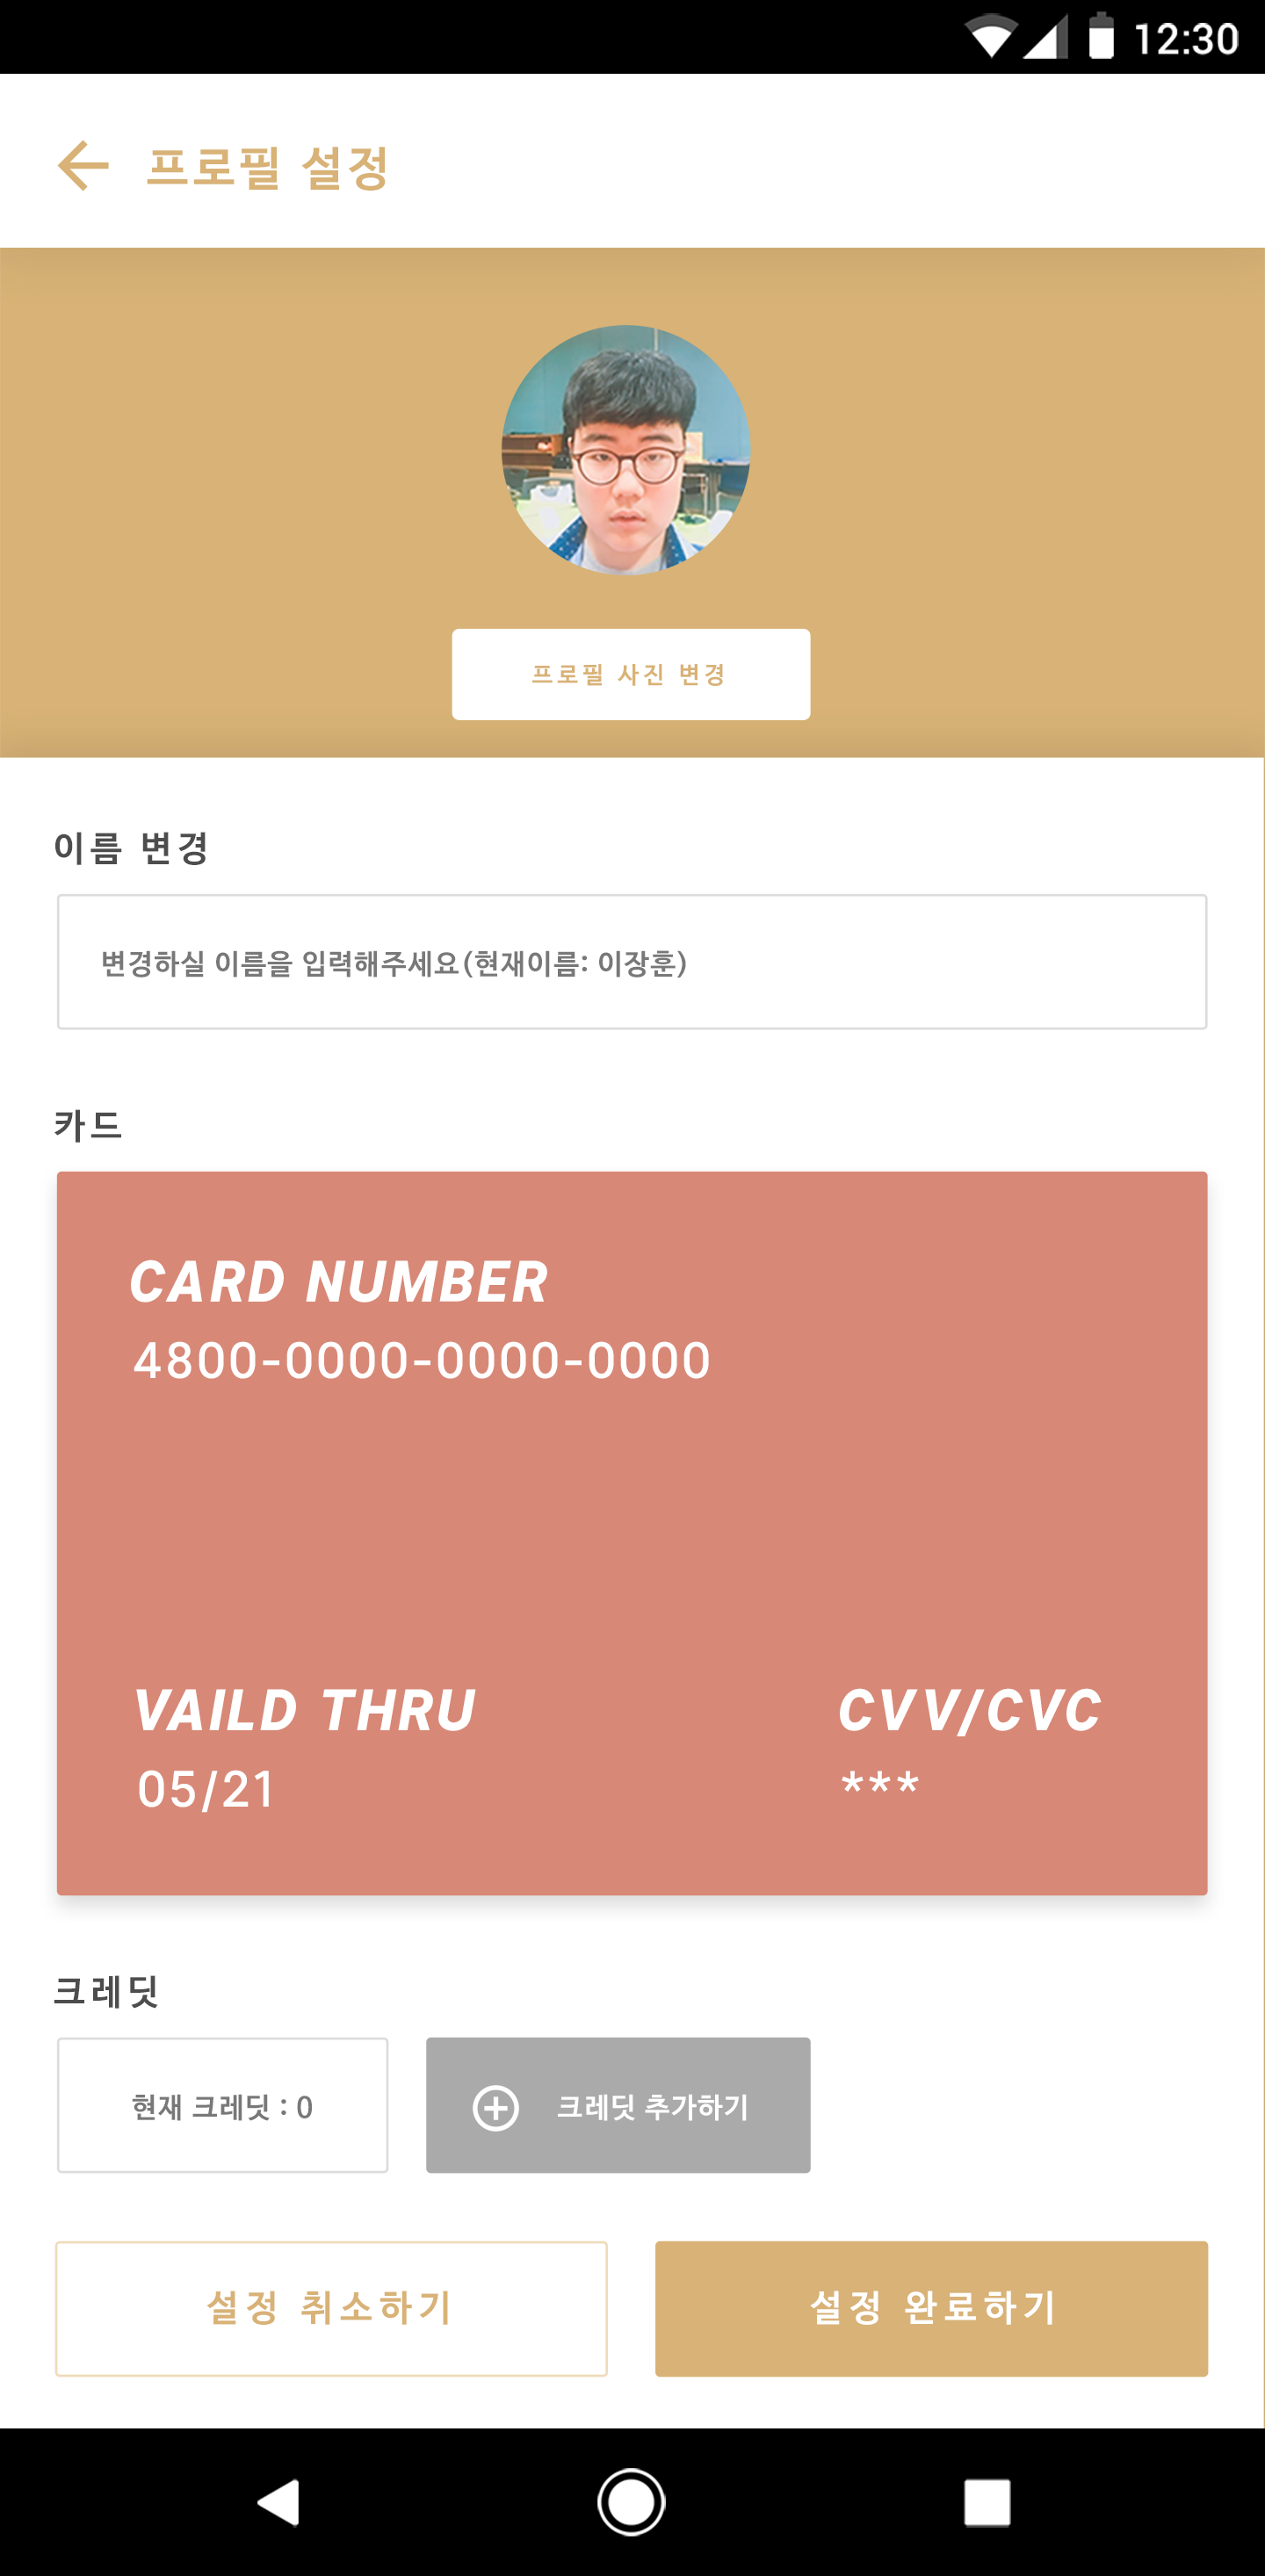 12:30
프로필 설정
프로필 사진 변경
이름 변경
변경하실 이름을 입력해주세요(현재이름: 이장훈)
카드
CARD NUMBER
4800-0000-0000-0000
VAILD THRU
CVV/CVC
05/21
***
크레딧
현재 크레딧 : 0
크레딧 추가하기
설정 취소하기
설정 완료하기